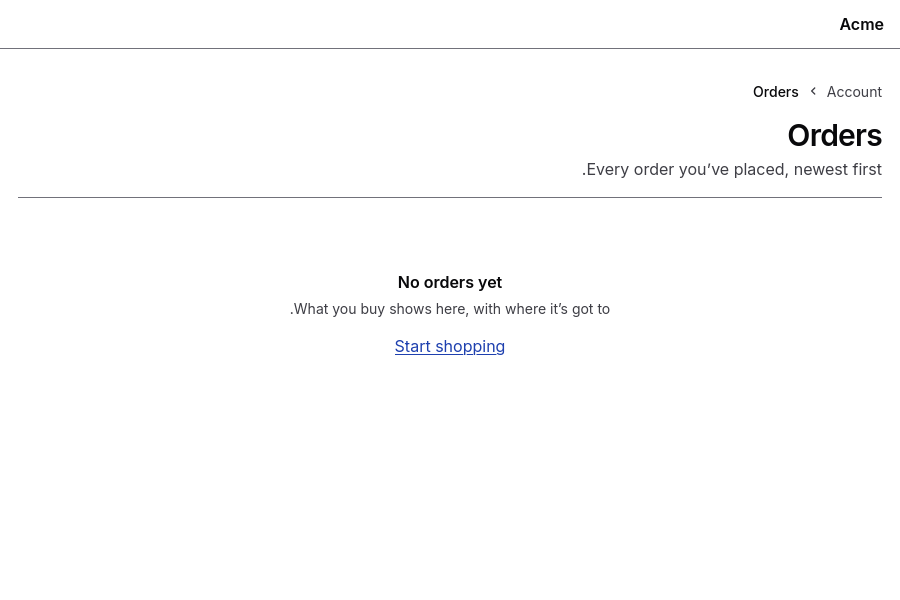 Acme
Account
Orders
Orders
Every order you’ve placed, newest first.
No orders yet
What you buy shows here, with where it’s got to.
Start shopping